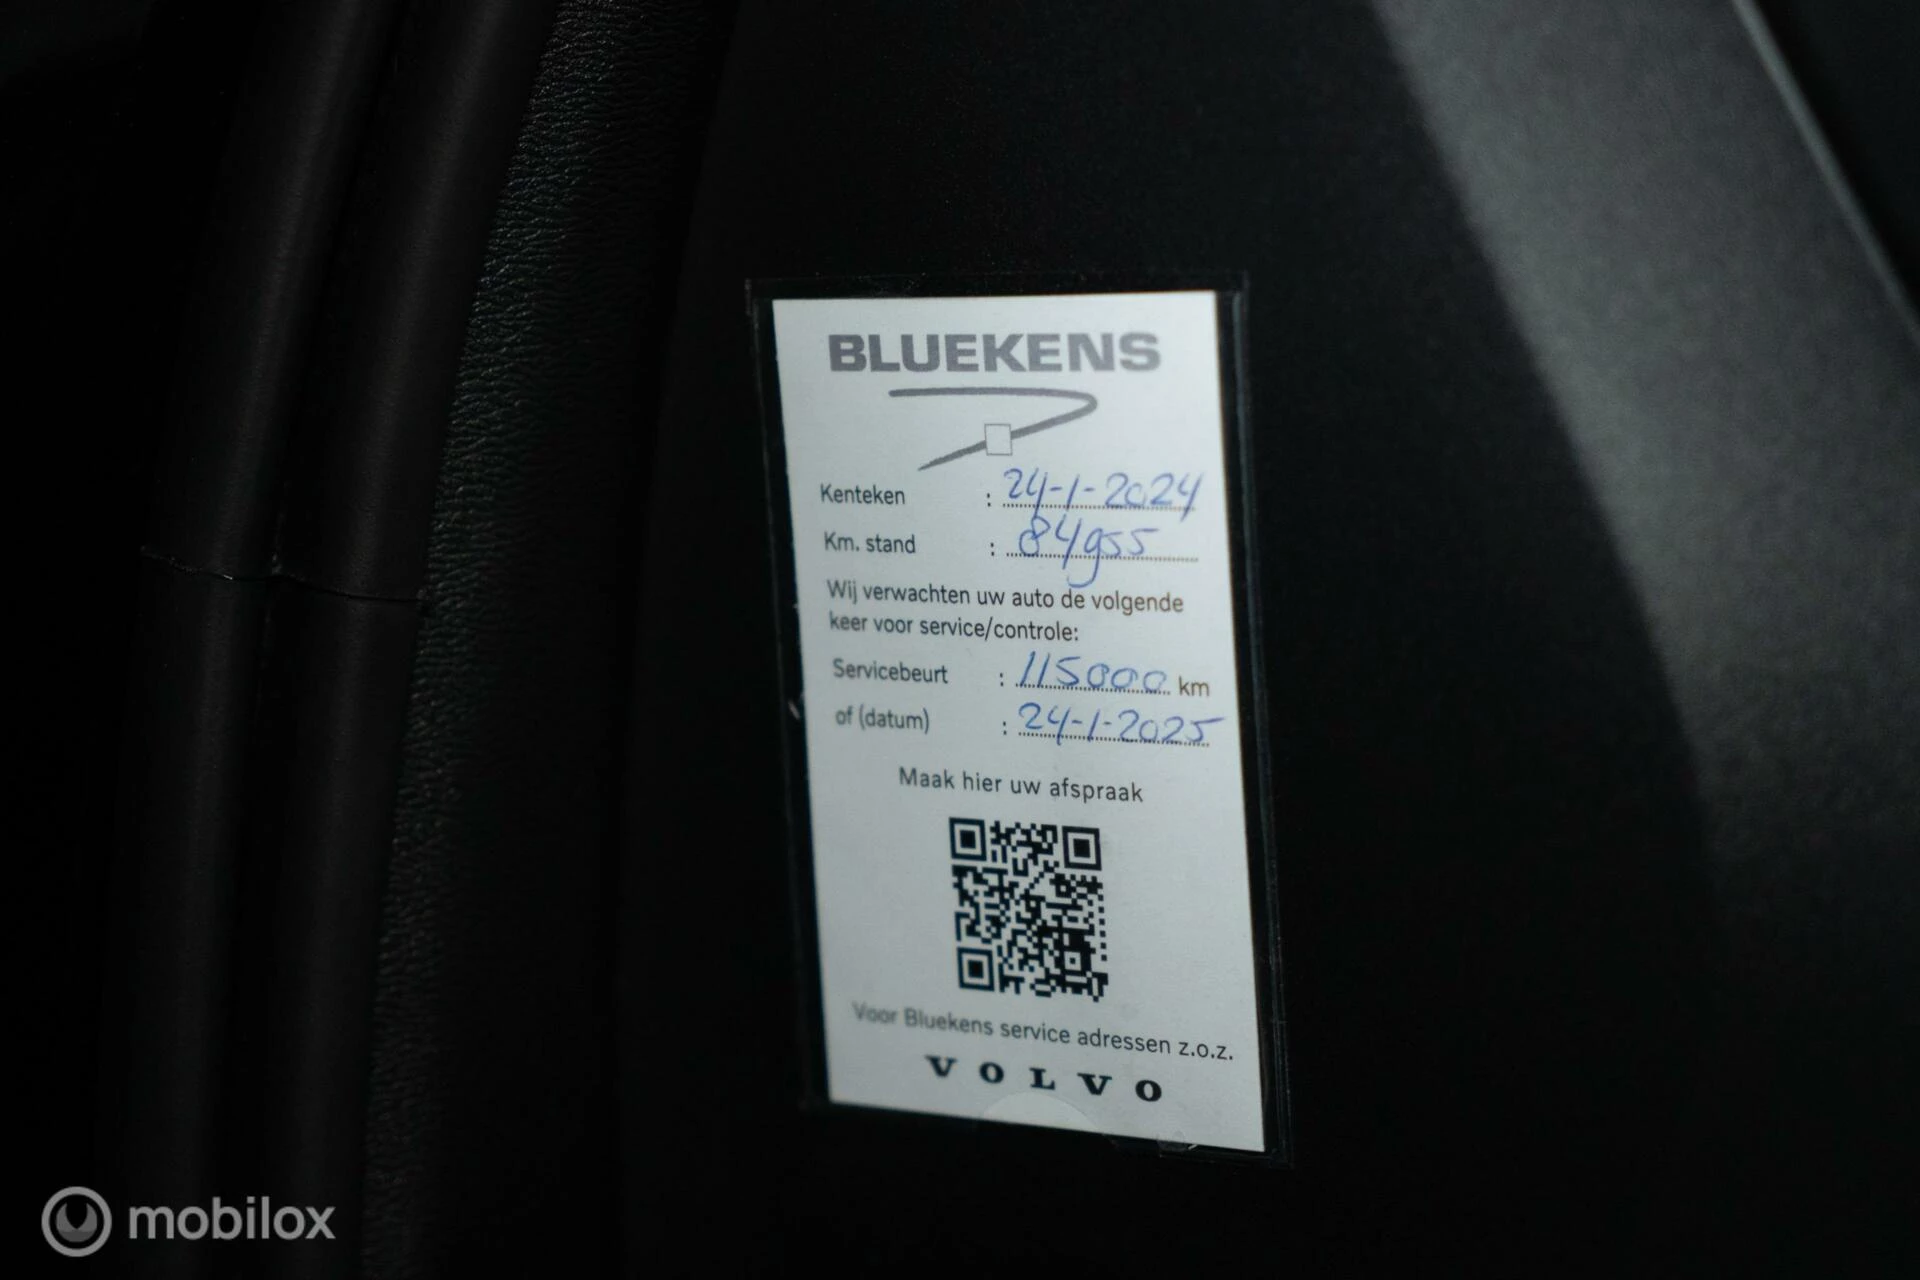 BLUEKENS
Kenteken : 24-1-2024
Km. stand : 84955
Wij verwachten uw auto de volgende
keer voor service/controle:
Servicebeurt : 115000 km
of (datum) : 24-1-2025
Maak hier uw afspraak
Voor Bluekens service adressen z.o.z.
VOLVO
mobilox